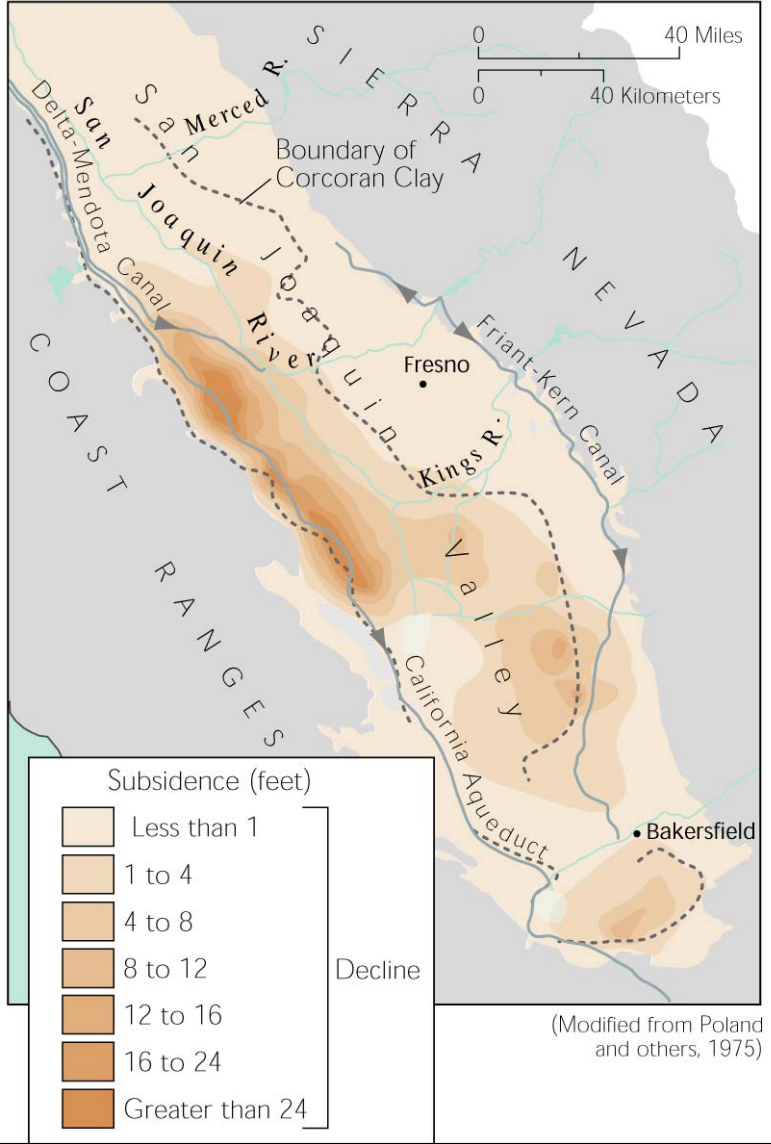 0 40 Miles
0 40 Kilometers
SIERRA
NEVADA
San Joaquin Valley
San Joaquin River
Merced R.
Boundary of
Corcoran Clay
Delta-Mendota Canal
COAST RANGES
Friant-Kern Canal
Fresno
Kings R.
California Aqueduct
Bakersfield
Subsidence (feet)
Less than 1
1 to 4
4 to 8
8 to 12
12 to 16
16 to 24
Greater than 24
Decline
(Modified from Poland
and others, 1975)